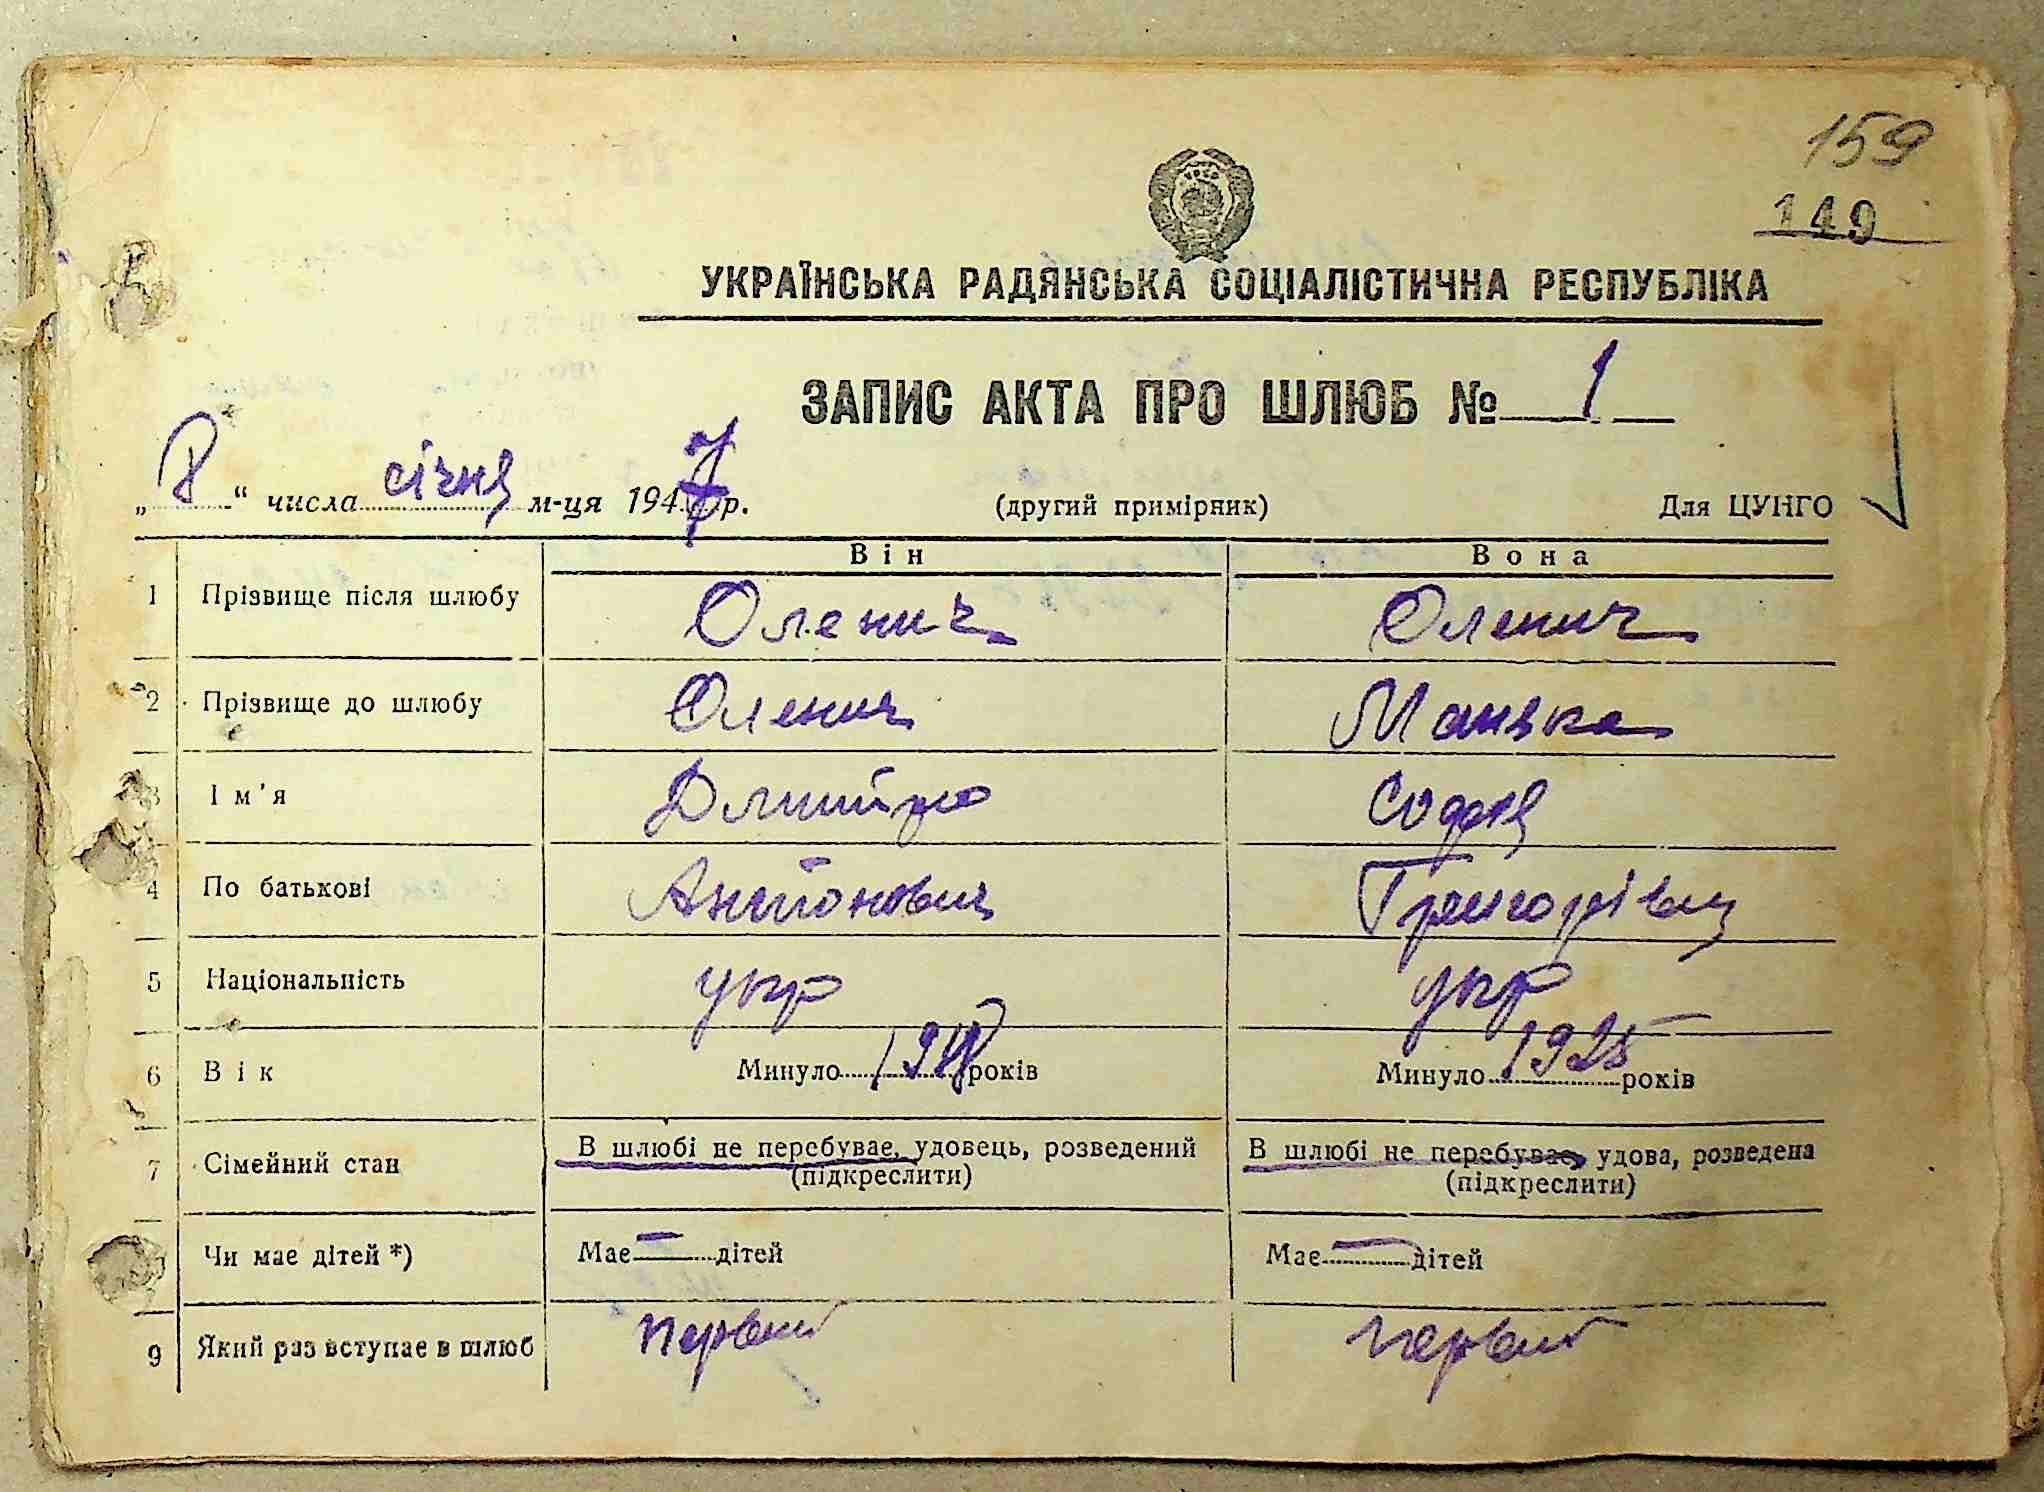 159
149
УКРАЇНСЬКА РАДЯНСЬКА СОЦІАЛІСТИЧНА РЕСПУБЛІКА
ЗАПИС АКТА ПРО ШЛЮБ № 1
„8“ числа січня м-ця 1947 р. (другий примірник) Для ЦУНГО
Він Вона
1 Прізвище після шлюбу Оленич Оленич
2 Прізвище до шлюбу Оленич Манька
3 Ім'я Дмитро Софія
4 По батькові Антонович Григорівна
5 Національність укр укр
6 Вік Минуло років Минуло 1925 років
7 Сімейний стан В шлюбі не перебуває, удовець, розведений В шлюбі не перебуває, удова, розведена
(підкреслити) (підкреслити)
Чи має дітей *) Має — дітей Має — дітей
9 Який раз вступає в шлюб первий первий